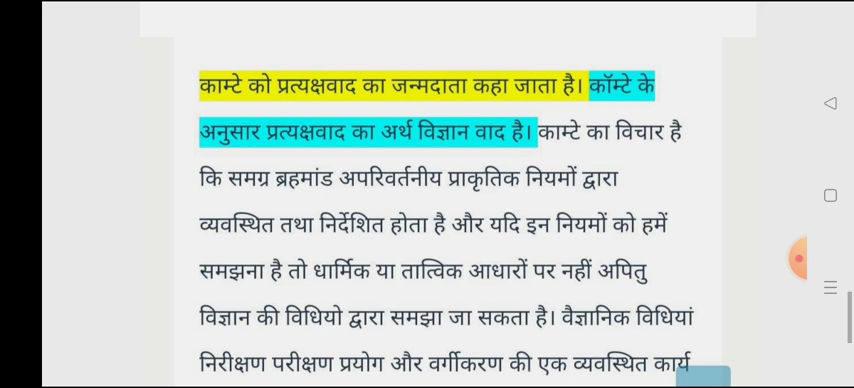 काम्टे को प्रत्यक्षवाद का जन्मदाता कहा जाता है। कॉम्टे के
अनुसार प्रत्यक्षवाद का अर्थ विज्ञान वाद है। काम्टे का विचार है
कि समग्र ब्रहमांड अपरिवर्तनीय प्राकृतिक नियमों द्वारा
व्यवस्थित तथा निर्देशित होता है और यदि इन नियमों को हमें
समझना है तो धार्मिक या तात्विक आधारों पर नहीं अपितु
विज्ञान की विधियो द्वारा समझा जा सकता है। वैज्ञानिक विधियां
निरीक्षण परीक्षण प्रयोग और वर्गीकरण की एक व्यवस्थित कार्य